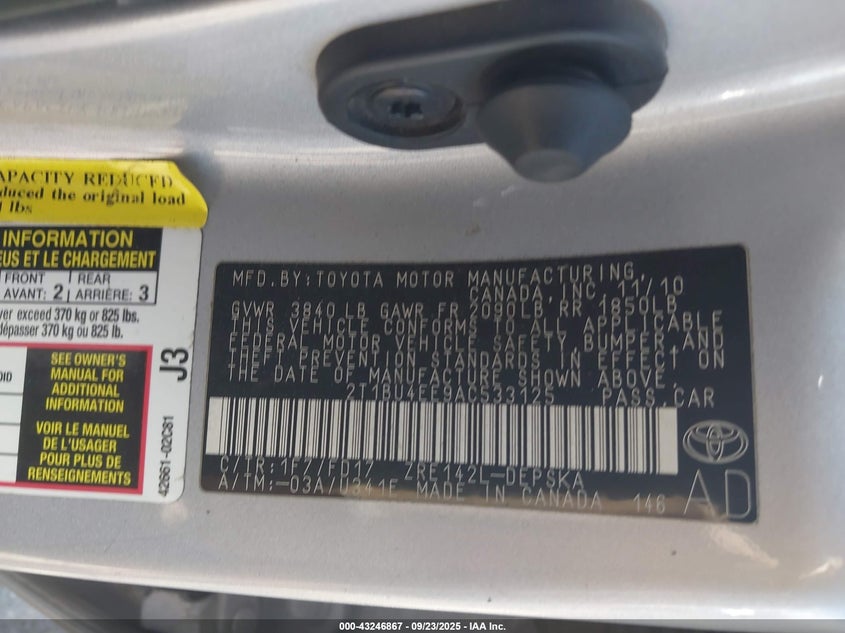 APACITY REDUCED
duced the original load
lbs
INFORMATION
EUS ET LE CHARGEMENT
FRONT
AVANT: 2
REAR
ARRIÈRE: 3
ver exceed 370 kg or 825 lbs.
dépasser 370 kg ou 825 lb.
OID
SEE OWNER'S
MANUAL FOR
ADDITIONAL
INFORMATION
VOIR LE MANUEL
DE L'USAGER
POUR PLUS DE
RENSEIGNEMENTS
J3
42661-02C81
MFD.BY:TOYOTA MOTOR MANUFACTURING,
CANADA,INC. 11/10
GVWR 3840 LB GAWR FR 2090LB RR 1850LB
THIS VEHICLE CONFORMS TO ALL APPLICABLE
FEDERAL MOTOR VEHICLE SAFETY, BUMPER, AND
THEFT PREVENTION STANDARDS IN EFFECT ON
THE DATE OF MANUFACTURE SHOWN ABOVE.
2T1BU4EE9AC533125 PASS.CAR
C/TR:1F7/FD17 ZRE142L-DEPSKA
A/TM:-03A/U341E MADE IN CANADA 146
AD
000-43246867 - 09/23/2025 - IAA Inc.